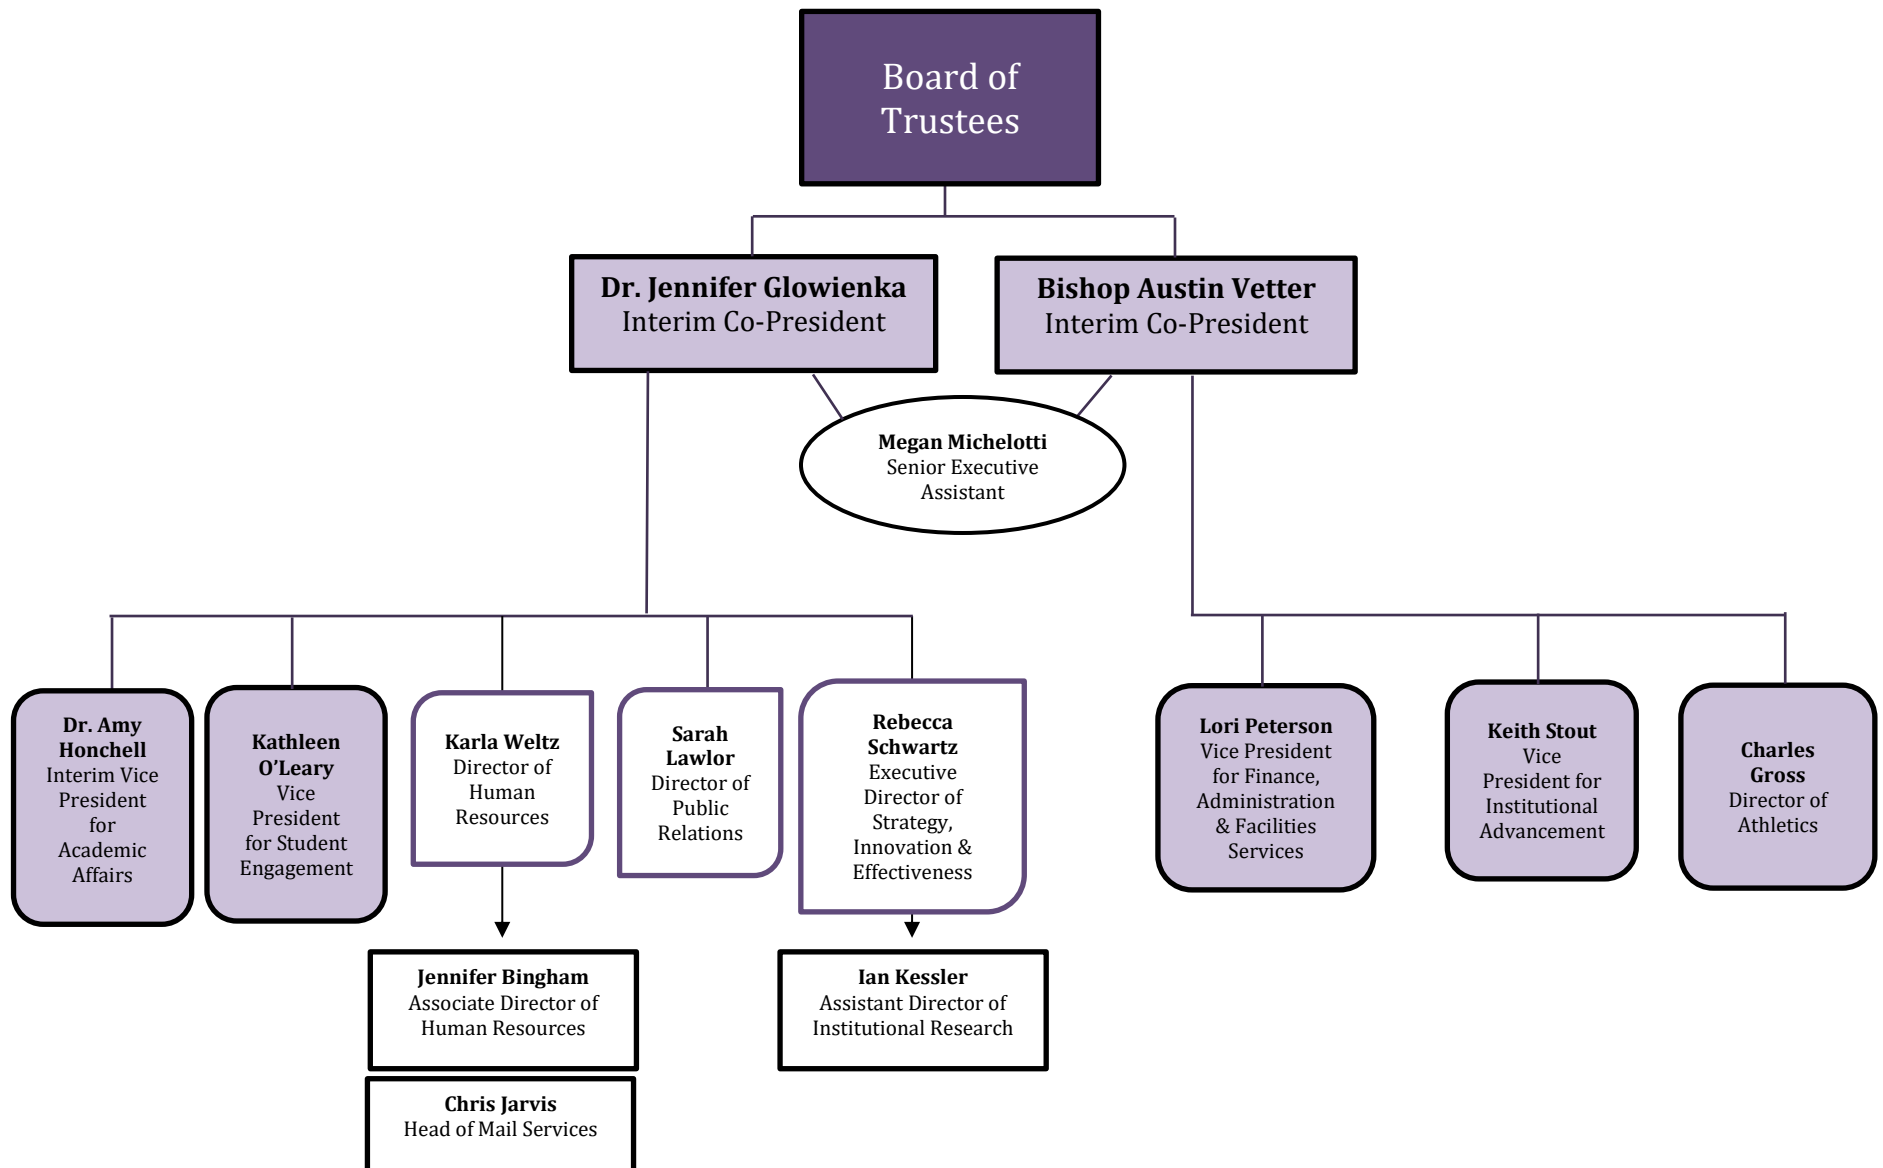 Board of
Trustees
Dr. Jennifer Glowienka
Interim Co-President
Bishop Austin Vetter
Interim Co-President
Megan Michelotti
Senior Executive
Assistant
Dr. Amy
Honchell
Interim Vice
President
for
Academic
Affairs
Kathleen
O’Leary
Vice
President
for Student
Engagement
Karla Weltz
Director of
Human
Resources
Sarah
Lawlor
Director of
Public
Relations
Rebecca
Schwartz
Executive
Director of
Strategy,
Innovation &
Effectiveness
Lori Peterson
Vice President
for Finance,
Administration
& Facilities
Services
Keith Stout
Vice
President for
Institutional
Advancement
Charles
Gross
Director of
Athletics
Jennifer Bingham
Associate Director of
Human Resources
Ian Kessler
Assistant Director of
Institutional Research
Chris Jarvis
Head of Mail Services